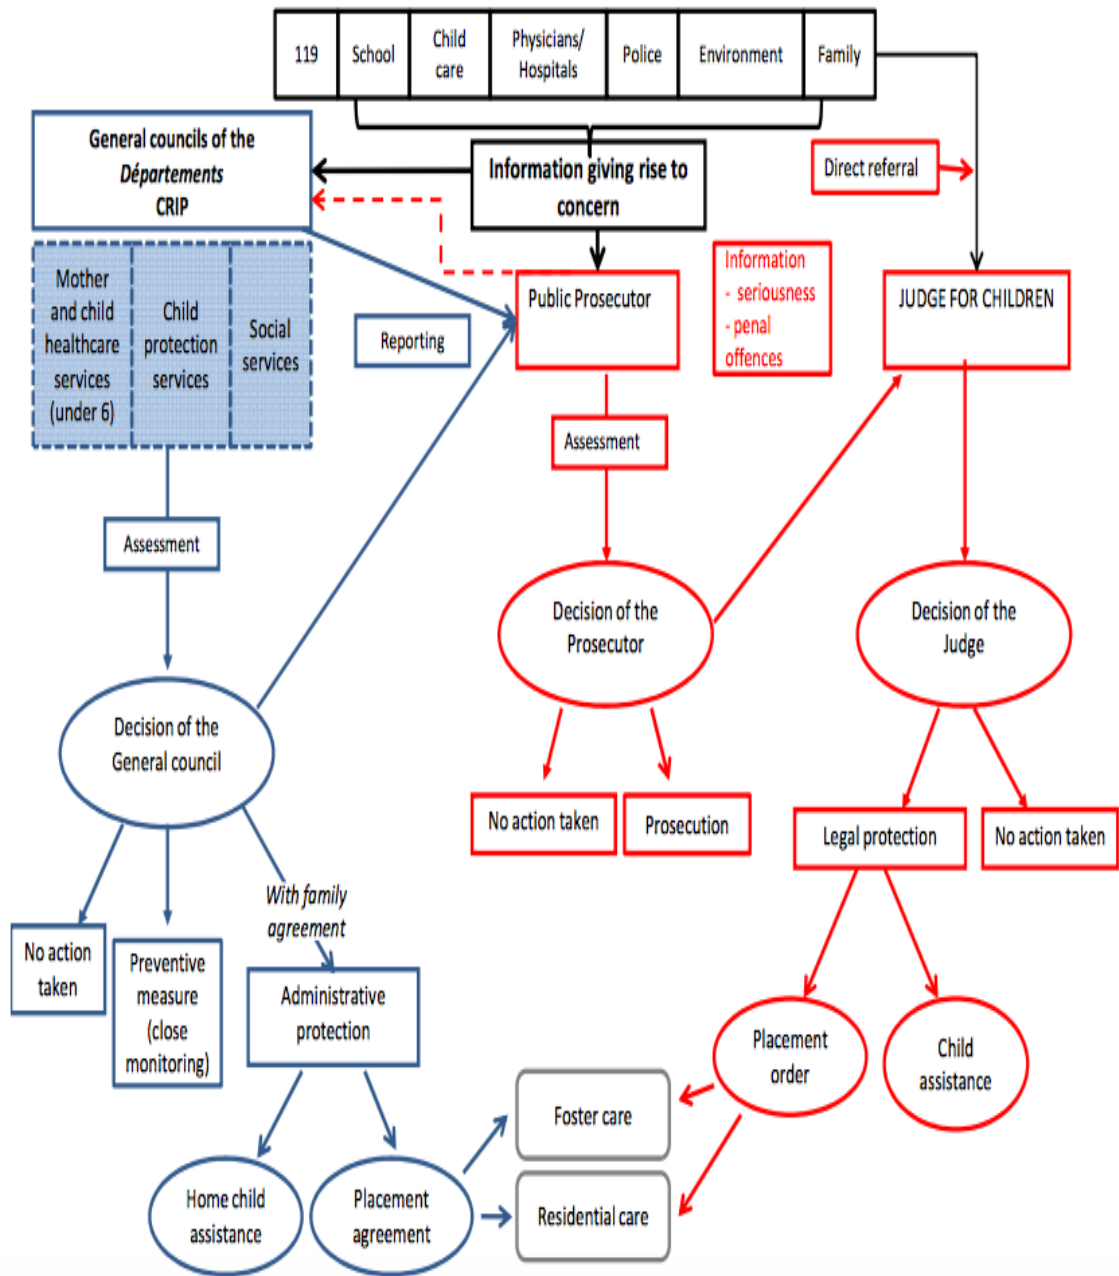 119
School
Child
care
Physicians/
Hospitals
Police
Environment
Family
General councils of the
Départements
CRIP
Information giving rise to
concern
Direct referral
Mother
and child
healthcare
services
(under 6)
Child
protection
services
Social
services
Reporting
Public Prosecutor
Information
- seriousness
- penal
offences
JUDGE FOR CHILDREN
Assessment
Assessment
Decision of the
Prosecutor
Decision of the
Judge
Decision of the
General council
No action taken
Prosecution
Legal protection
No action taken
With family
agreement
No action
taken
Preventive
measure
(close
monitoring)
Administrative
protection
Placement
order
Child
assistance
Foster care
Home child
assistance
Placement
agreement
Residential care